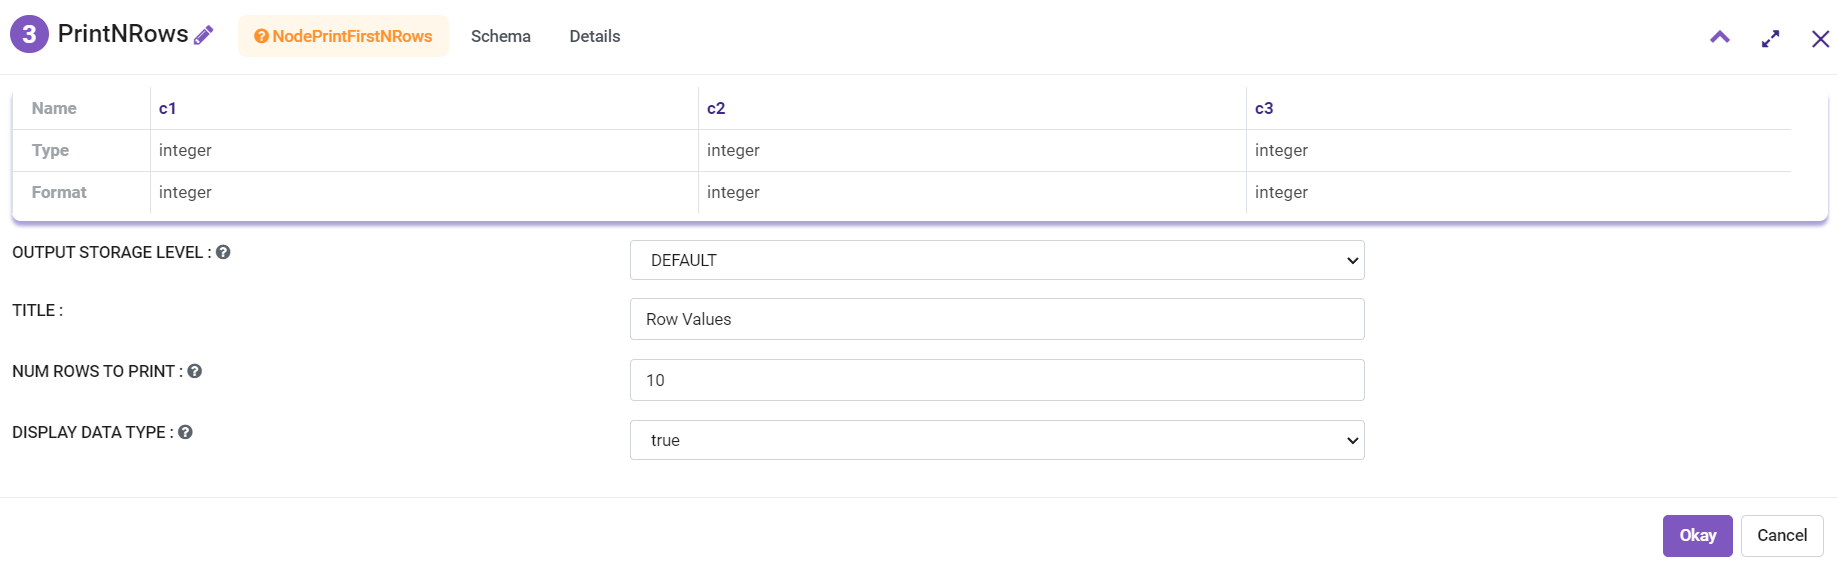 3 PrintNRows NodePrintFirstNRows Schema Details
Name c1 c2 c3
Type integer integer integer
Format integer integer integer
OUTPUT STORAGE LEVEL : DEFAULT
TITLE : Row Values
NUM ROWS TO PRINT : 10
DISPLAY DATA TYPE : true
Okay Cancel